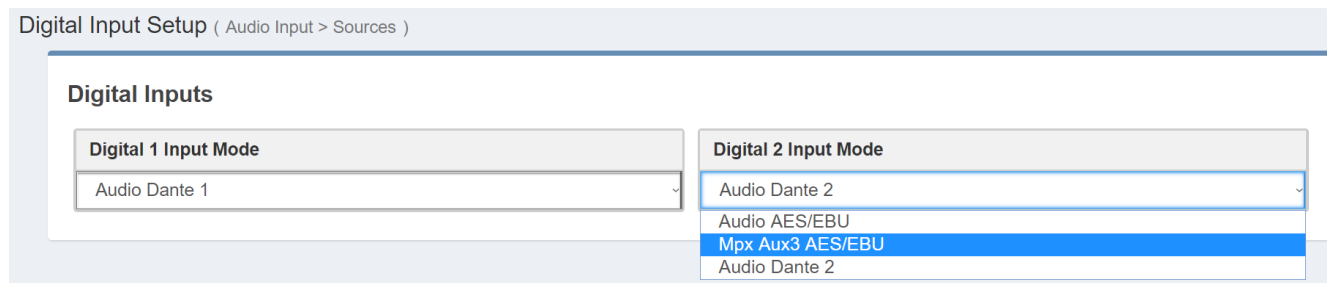 Digital Input Setup ( Audio Input > Sources )
Digital Inputs
Digital 1 Input Mode
Audio Dante 1
Digital 2 Input Mode
Audio Dante 2
Audio AES/EBU
Mpx Aux3 AES/EBU
Audio Dante 2